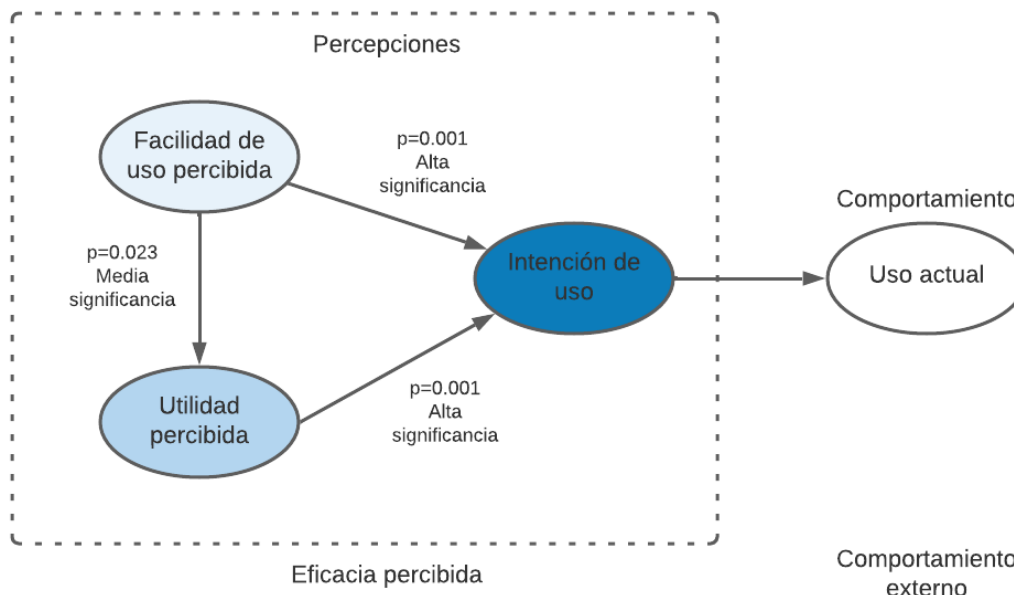 Percepciones
Facilidad de
uso percibida
p=0.001
Alta
significancia
p=0.023
Media
significancia
Intención de
uso
Comportamiento
Uso actual
Utilidad
percibida
p=0.001
Alta
significancia
Eficacia percibida
Comportamiento
externo